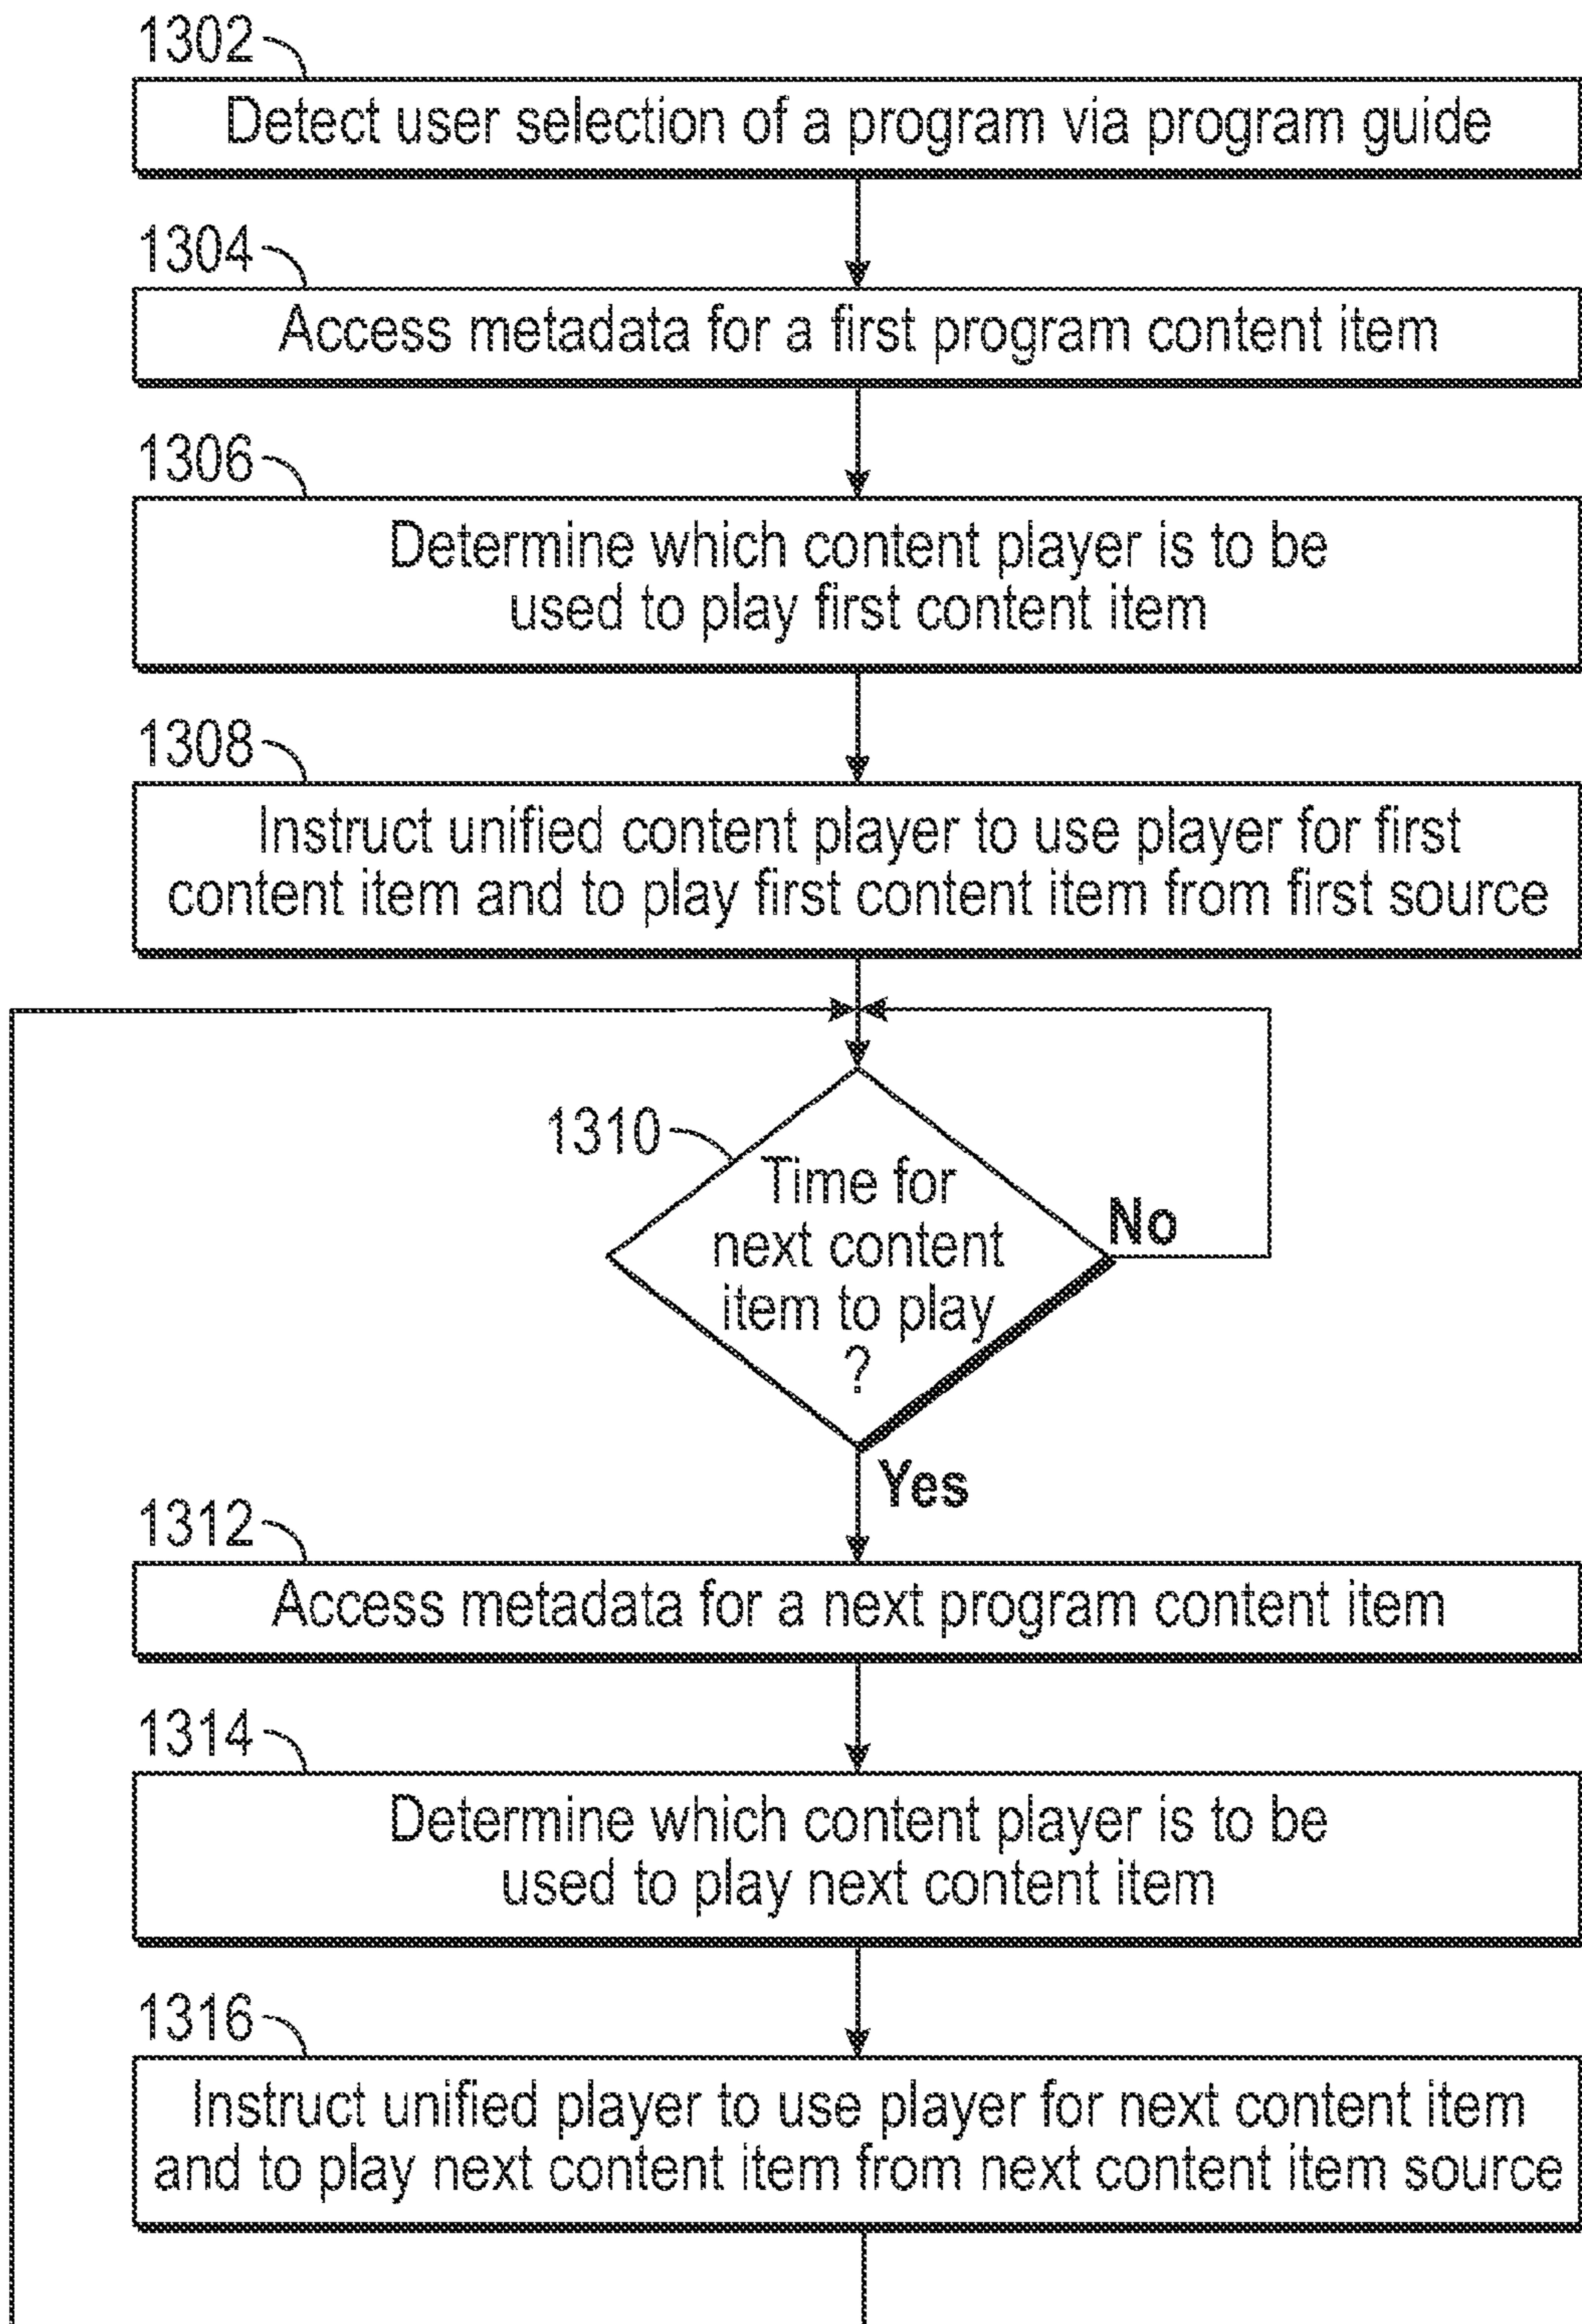 1302
Detect user selection of a program via program guide
1304
Access metadata for a first program content item
1306
Determine which content player is to be
used to play first content item
1308
Instruct unified content player to use player for first
content item and to play first content item from first source
1310
Time for
next content
item to play
?
No
Yes
1312
Access metadata for a next program content item
1314
Determine which content player is to be
used to play next content item
1316
Instruct unified player to use player for next content item
and to play next content item from next content item source